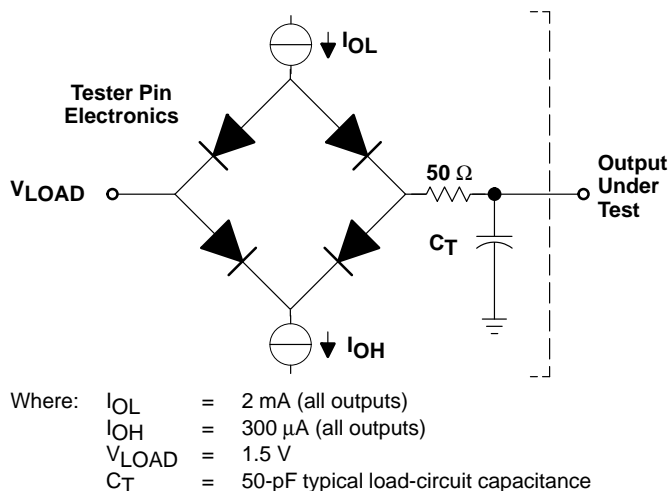 I_OL
Tester Pin
Electronics
V_LOAD
50 Ω
C_T
Output
Under
Test
I_OH
Where: I_OL = 2 mA (all outputs)
I_OH = 300 μA (all outputs)
V_LOAD = 1.5 V
C_T = 50-pF typical load-circuit capacitance